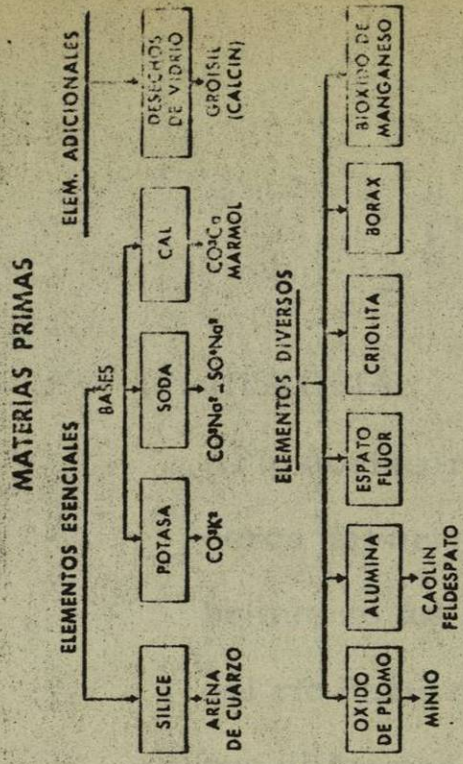 MATERIAS PRIMAS
ELEMENTOS ESENCIALES
ELEM. ADICIONALES
BASES
SILICE
POTASA
SODA
CAL
DESECHOS
DE VIDRIO
ARENA
DE CUARZO
CO³K²
CO³Na² - SO⁴Na²
CO³Ca
MARMOL
GROISIL
(CALCIN)
ELEMENTOS DIVERSOS
OXIDO
DE PLOMO
ALUMINA
ESPATO
FLUOR
CRIOLITA
BORAX
BIOXIDO DE
MANGANESO
MINIO
CAOLIN
FELDESPATO